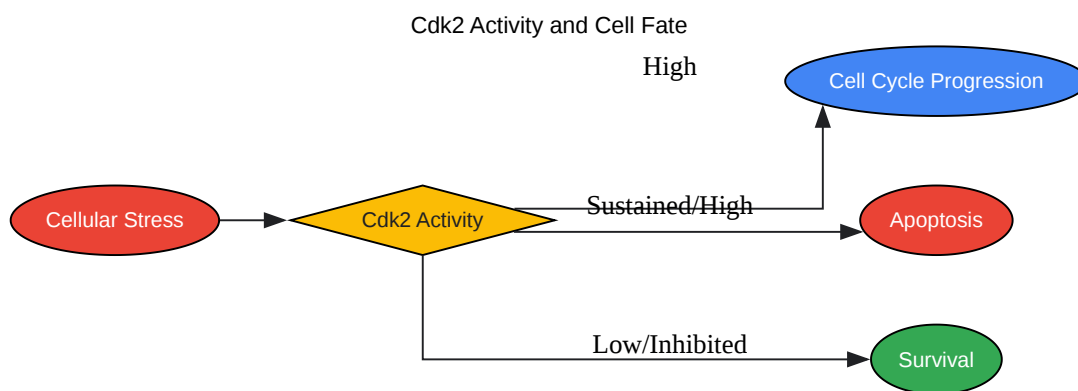 Cdk2 Activity and Cell Fate
High
Cell Cycle Progression
Cellular Stress
Cdk2 Activity
Sustained/High
Apoptosis
Low/Inhibited
Survival